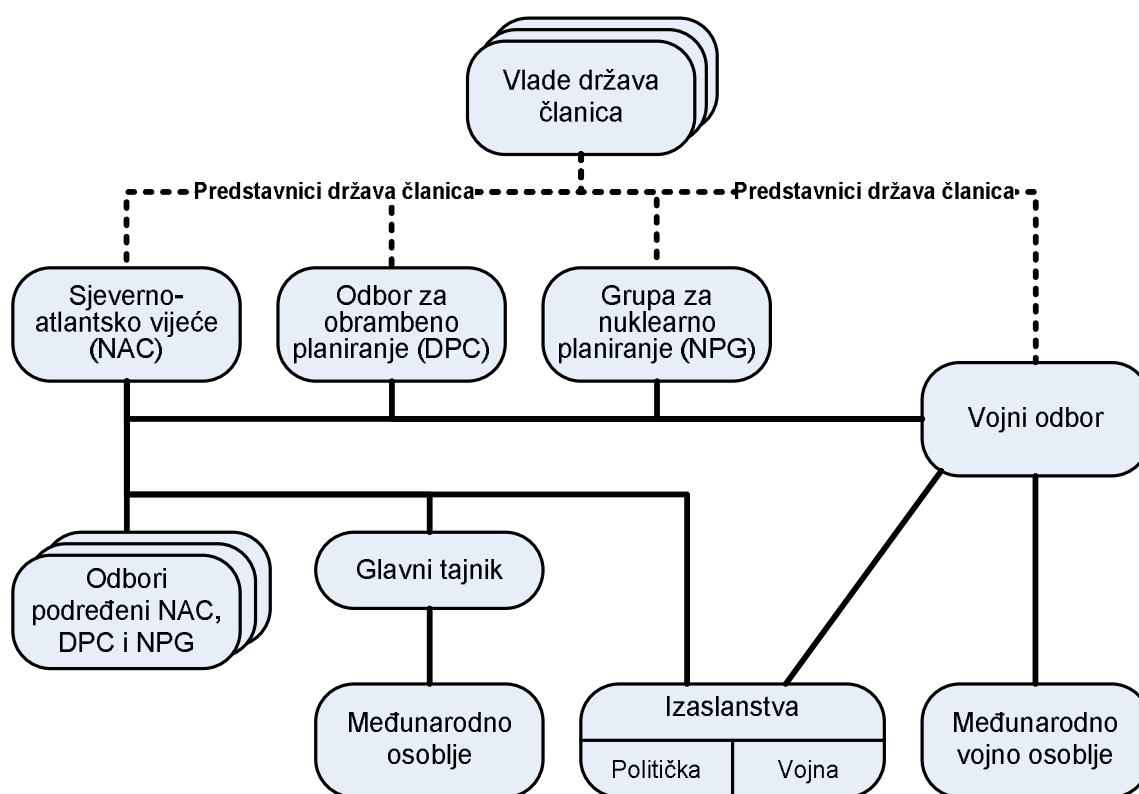 Vlade država
članica
Predstavnici država članica
Predstavnici država članica
Sjeverno-
atlantsko vijeće
(NAC)
Odbor za
obrambeno
planiranje (DPC)
Grupa za
nuklearno
planiranje (NPG)
Vojni odbor
Odbori
podređeni NAC,
DPC i NPG
Glavni tajnik
Međunarodno
osoblje
Izaslanstva
Politička
Vojna
Međunarodno
vojno osoblje